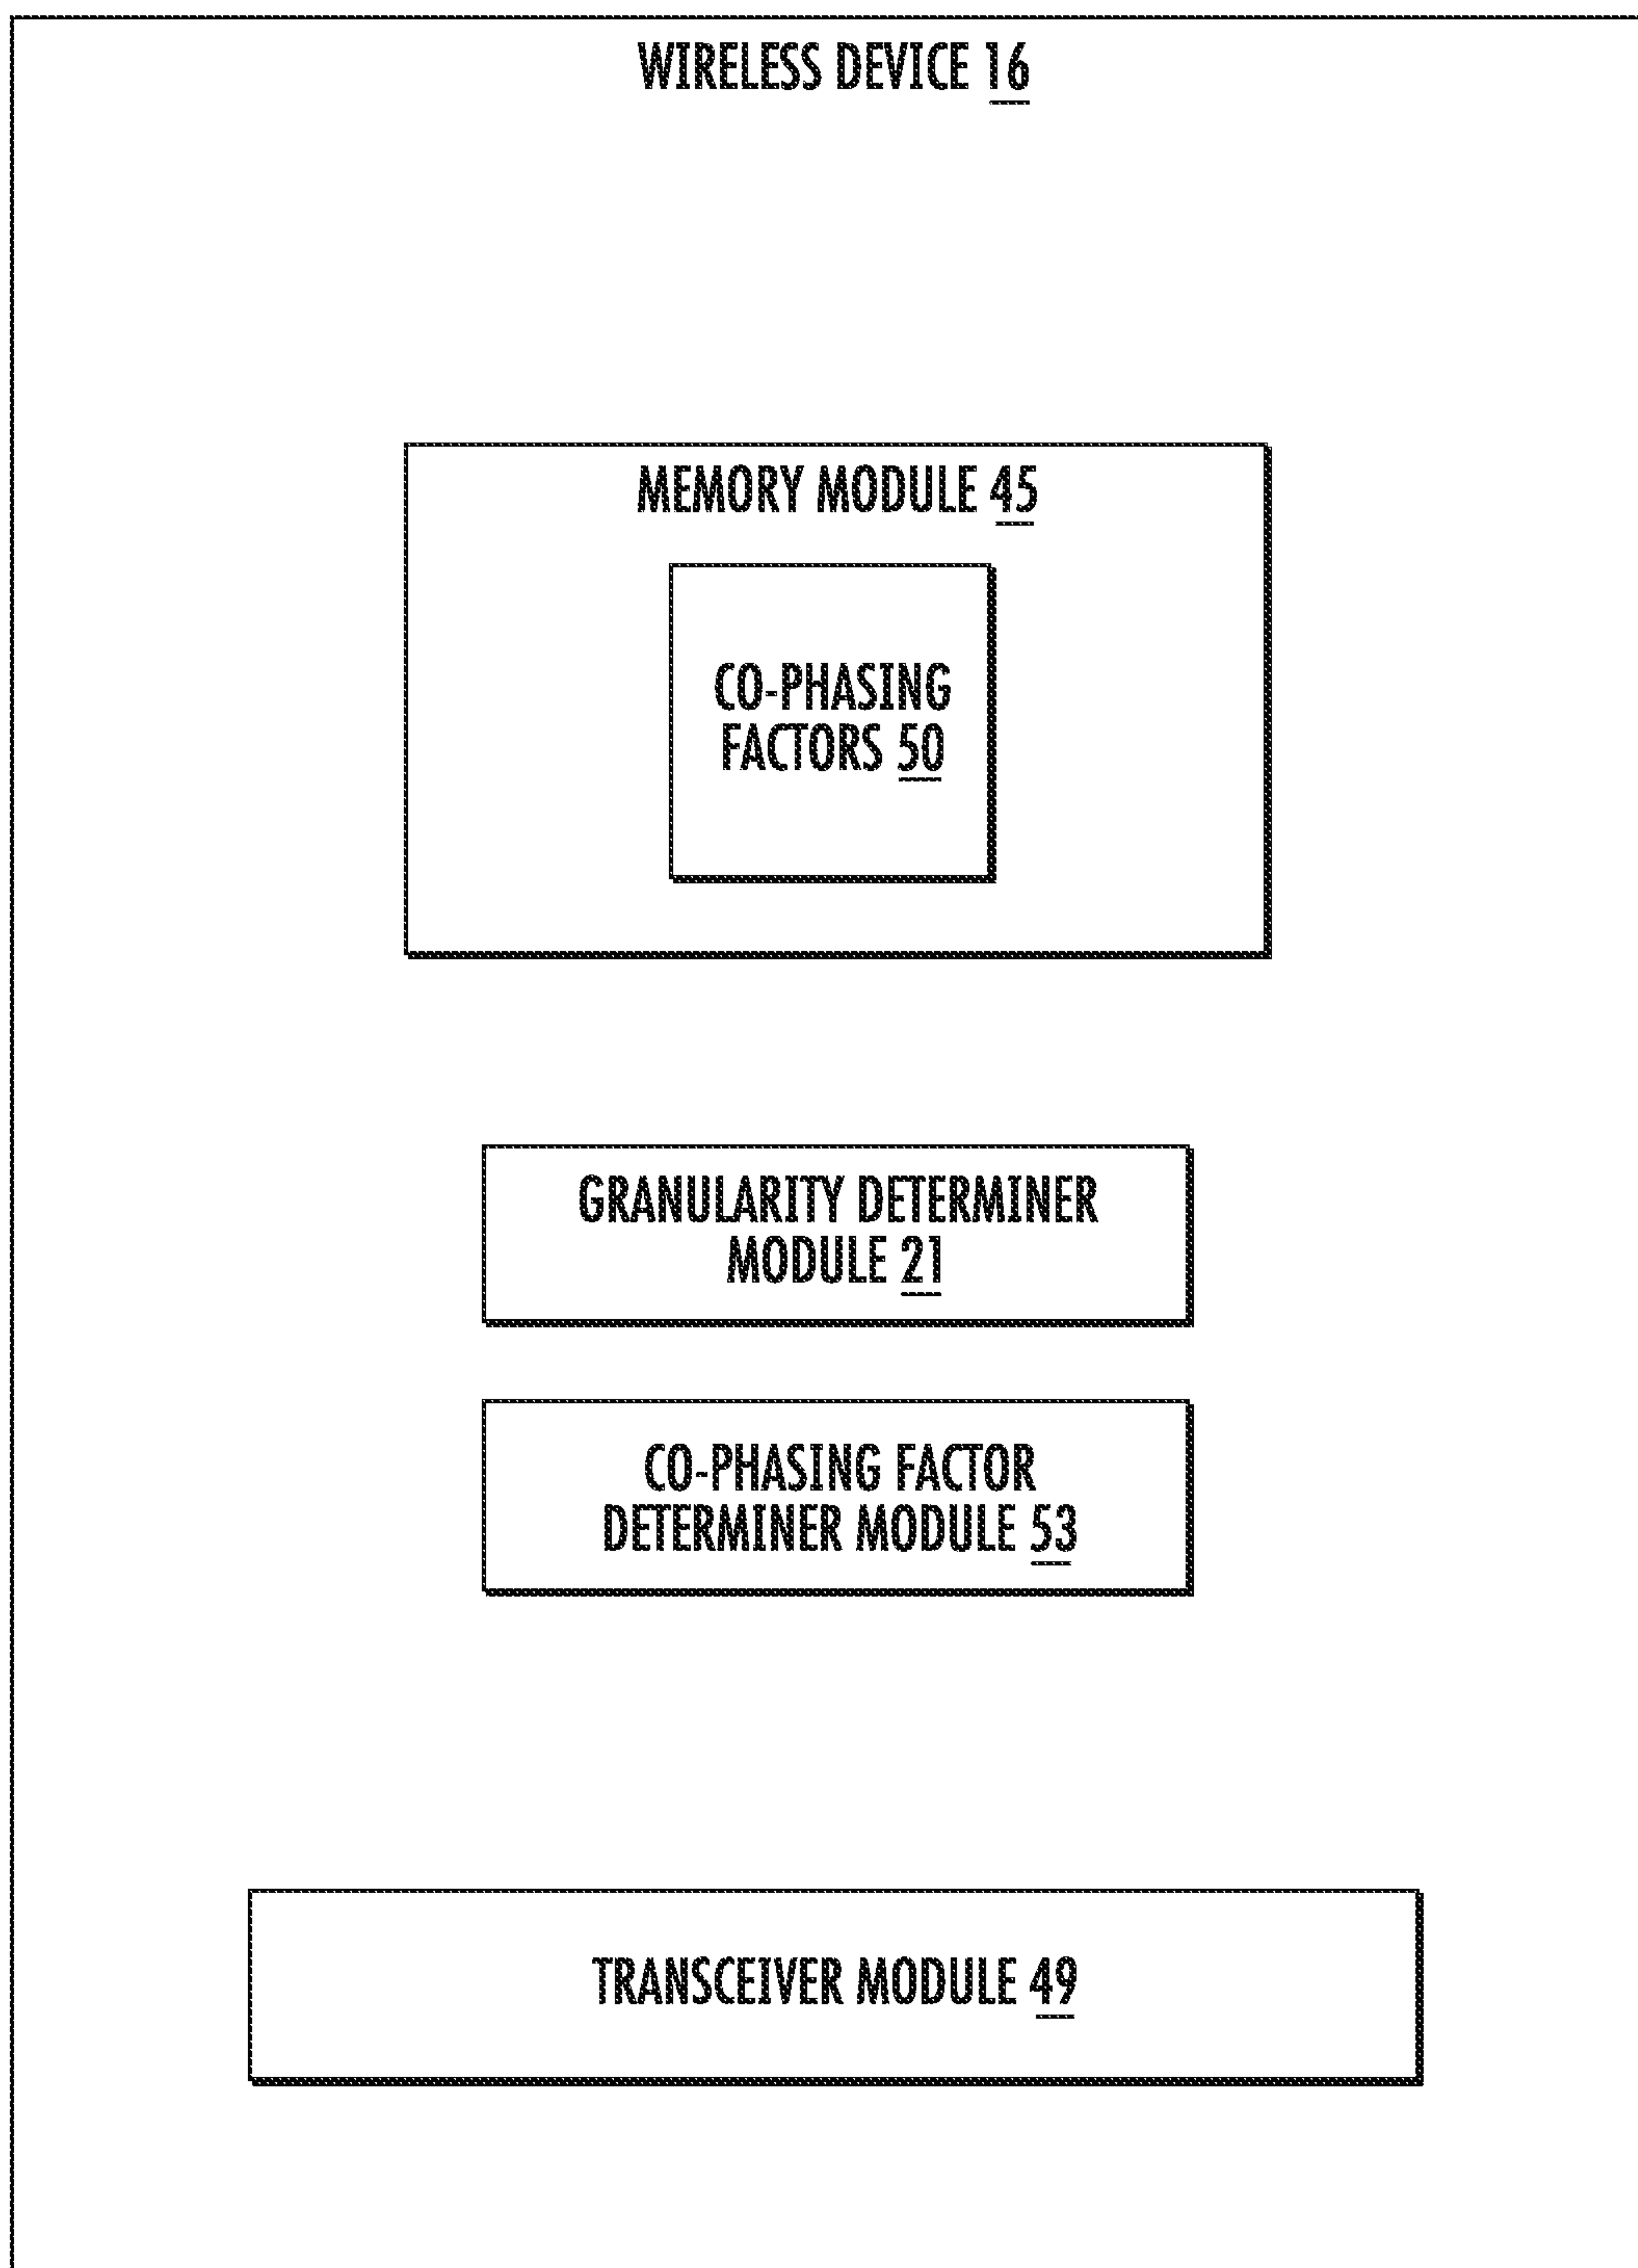 WIRELESS DEVICE 16
MEMORY MODULE 45
CO-PHASING
FACTORS 50
GRANULARITY DETERMINER
MODULE 21
CO-PHASING FACTOR
DETERMINER MODULE 53
TRANSCEIVER MODULE 49